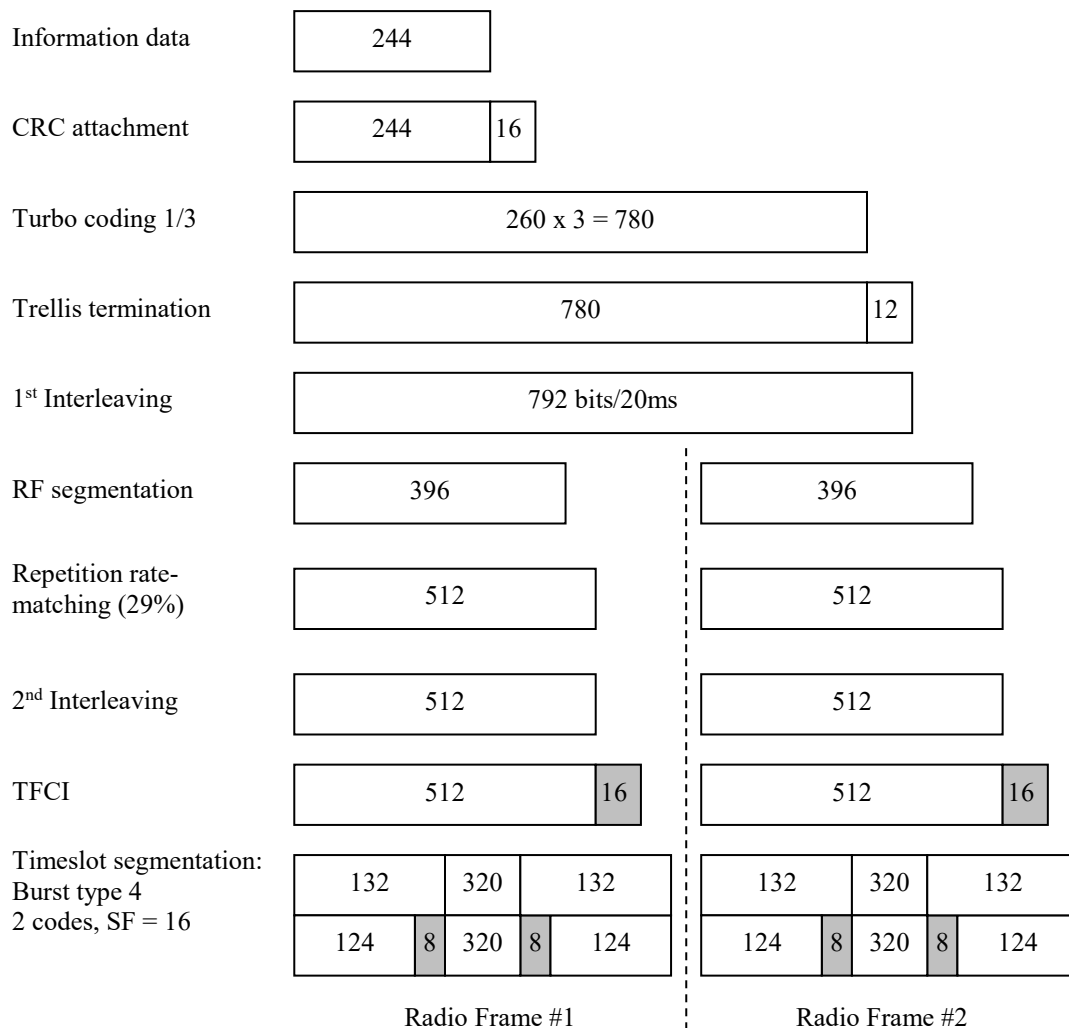 Information data
244
CRC attachment
244 16
Turbo coding 1/3
260 x 3 = 780
Trellis termination
780 12
1st Interleaving
792 bits/20ms
RF segmentation
396 396
Repetition rate-
matching (29%)
512 512
2nd Interleaving
512 512
TFCI
512 16 512 16
Timeslot segmentation:
Burst type 4
2 codes, SF = 16
132 320 132 132 320 132
124 8 320 8 124 124 8 320 8 124
Radio Frame #1 Radio Frame #2